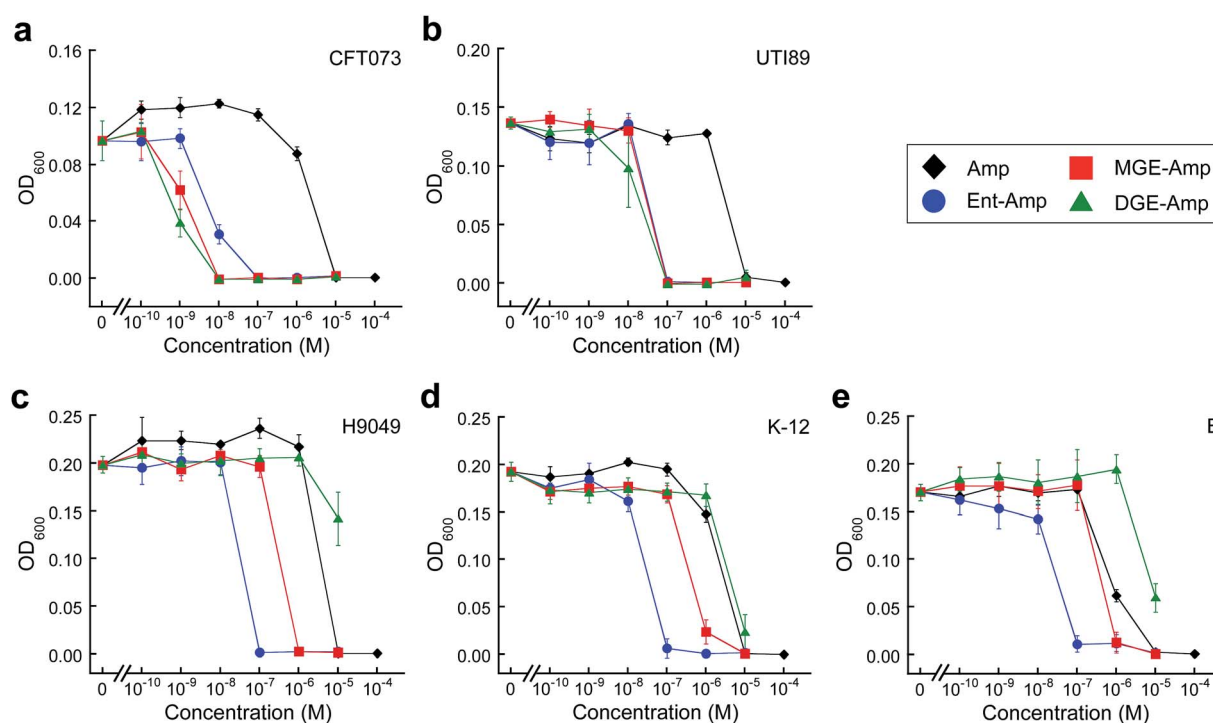 a
CFT073
0.16
0.12
0.08
0.04
0.00
OD600
0 10-10 10-9 10-8 10-7 10-6 10-5 10-4
Concentration (M)
b
UTI89
0.20
0.15
0.10
0.05
0.00
OD600
0 10-10 10-9 10-8 10-7 10-6 10-5 10-4
Concentration (M)
Amp MGE-Amp
Ent-Amp DGE-Amp
c
H9049
0.25
0.20
0.15
0.10
0.05
0.00
OD600
0 10-10 10-9 10-8 10-7 10-6 10-5 10-4
Concentration (M)
d
K-12
0.25
0.20
0.15
0.10
0.05
0.00
OD600
0 10-10 10-9 10-8 10-7 10-6 10-5 10-4
Concentration (M)
e
0.25
0.20
0.15
0.10
0.05
0.00
OD600
0 10-10 10-9 10-8 10-7 10-6 10-5 10-4
Concentration (M)